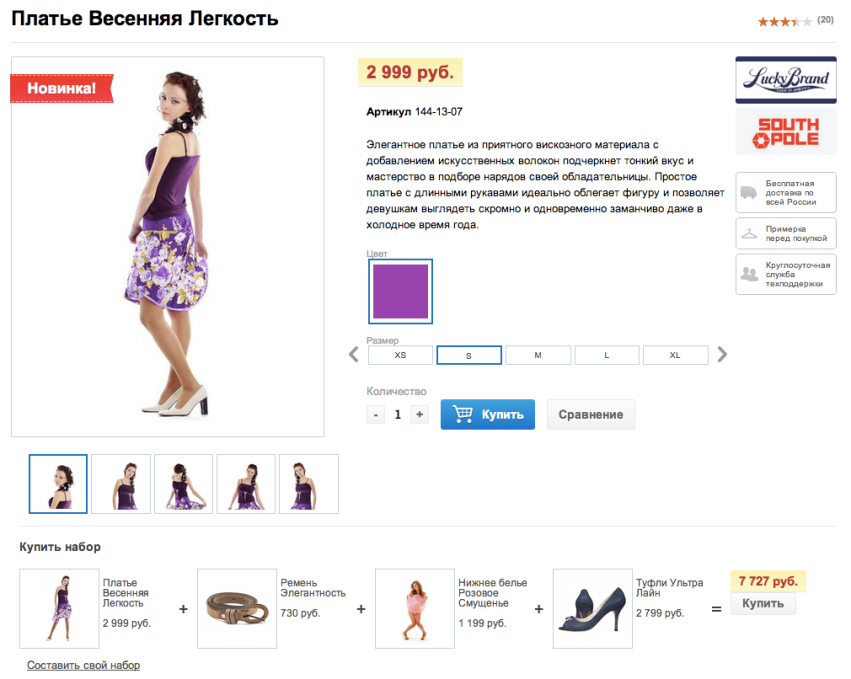 Платье Весенняя Легкость
(20)
Новинка!
2 999 руб.
Артикул 144-13-07
Элегантное платье из приятного вискозного материала с
добавлением искусственных волокон подчеркнет тонкий вкус и
мастерство в подборе нарядов своей обладательницы. Простое
платье с длинными рукавами идеально облегает фигуру и позволяет
девушкам выглядеть скромно и одновременно заманчиво даже в
холодное время года.
Цвет
Размер
XS
S
M
L
XL
Количество
-
1
+
Купить
Сравнение
Lucky Brand
SOUTH
POLE
Бесплатная
доставка по
всей России
Примерка
перед покупкой
Круглосуточная
служба
техподдержки
Купить набор
Платье
Весенняя
Легкость
2 999 руб.
+
Ремень
Элегантность
730 руб.
+
Нижнее белье
Розовое
Смущенье
1 199 руб.
+
Туфли Ультра
Лайн
2 799 руб.
=
7 727 руб.
Купить
Составить свой набор